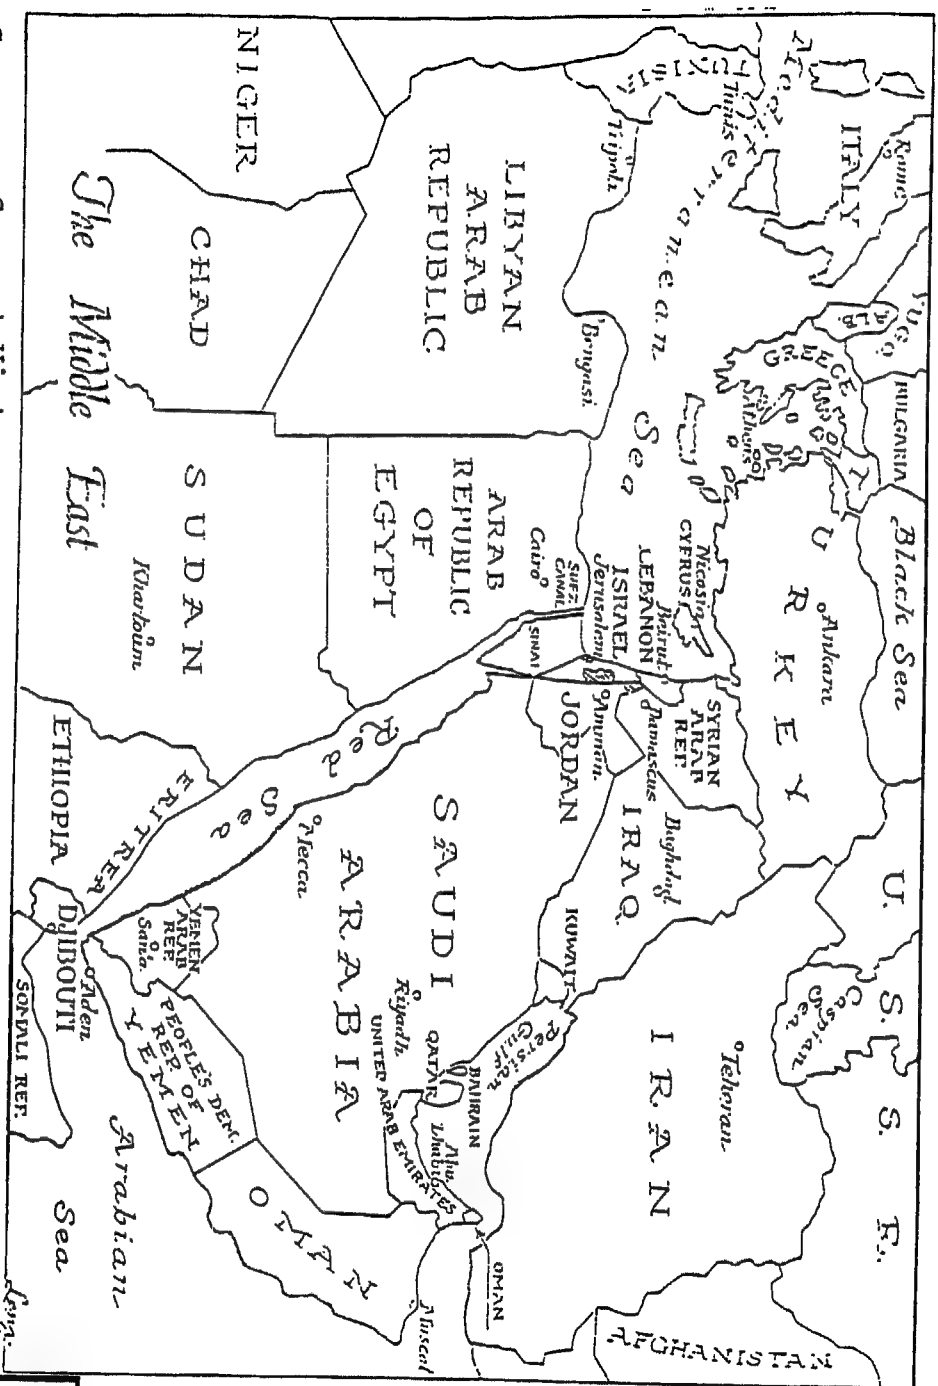 ITALY
Rome
YUGO.
ALB.
BULGARIA
Black Sea
U. S. S. R.
Caspian
Sea
GREECE
Athens
TURKEY
Ankara
Tunis
Mediterranean Sea
Tripoli
Bengasi
Nicosia
CYPRUS
Beirut
LEBANON
ISRAEL
Jerusalem
SYRIAN
ARAB
REP.
Damascus
Baghdad
IRAQ
Teheran
IRAN
AFGHANISTAN
LIBYAN
ARAB
REPUBLIC
ARAB
REPUBLIC
OF
EGYPT
Cairo
SUEZ
CANAL
SINAI
Amman
JORDAN
KUWAIT
Persian
Gulf
BAHRAIN
QATAR
Abu
Dhabi
UNITED ARAB EMIRATES
OMAN
Muscat
SAUDI
ARABIA
Riyadh
Mecca
Red
Sea
NIGER
CHAD
SUDAN
Khartoum
ERITREA
ETHIOPIA
DJIBOUTI
SOMALI REP.
YEMEN
ARAB
REP.
San'a
Aden
PEOPLE'S DEM.
REP. OF
YEMEN
OMAN
Arabian
Sea
The Middle East